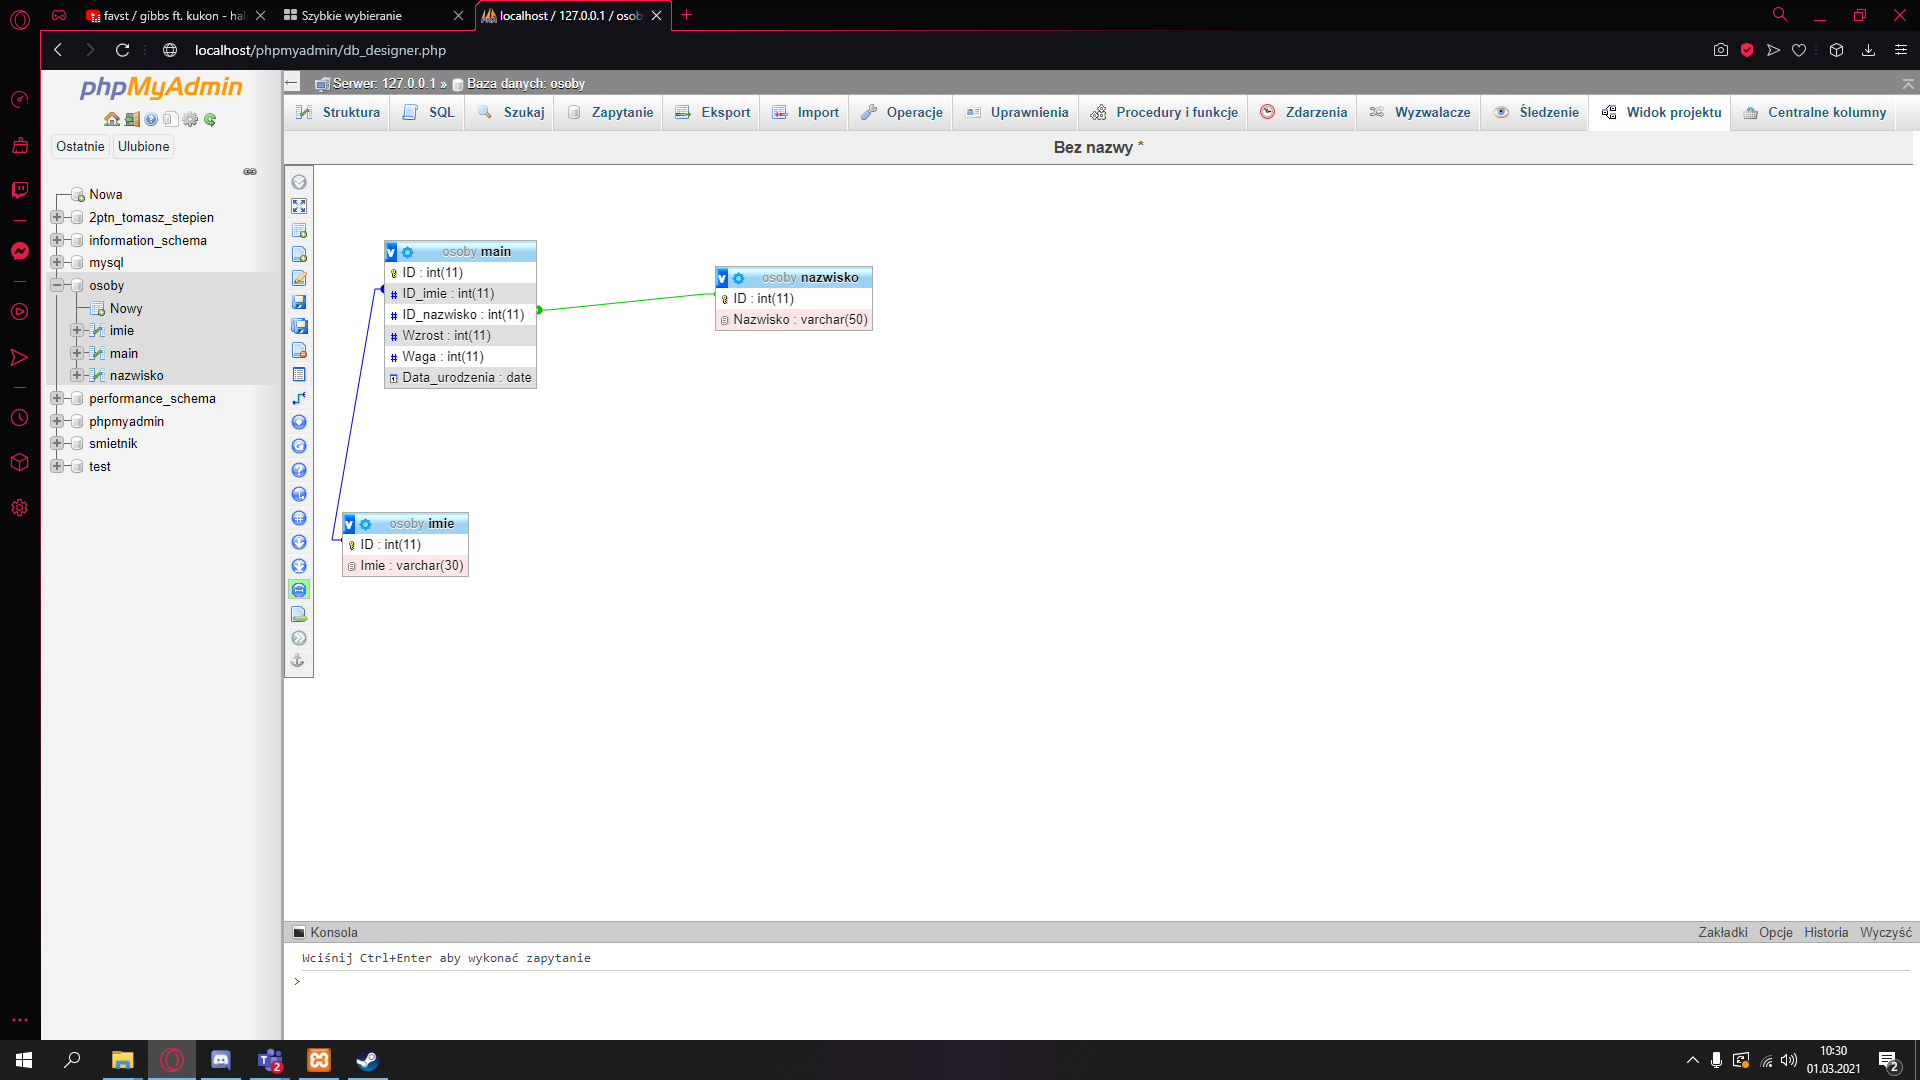 favst / gibbs ft. kukon - hal
Szybkie wybieranie
localhost / 127.0.0.1 / osob
localhost/phpmyadmin/db_designer.php
phpMyAdmin
Ostatnie
Ulubione
Nowa
2ptn_tomasz_stepien
information_schema
mysql
osoby
Nowy
imie
main
nazwisko
performance_schema
phpmyadmin
smietnik
test
Serwer: 127.0.0.1 » Baza danych: osoby
Struktura
SQL
Szukaj
Zapytanie
Eksport
Import
Operacje
Uprawnienia
Procedury i funkcje
Zdarzenia
Wyzwalacze
Śledzenie
Widok projektu
Centralne kolumny
Bez nazwy *
v osoby main
ID : int(11)
# ID_imie : int(11)
# ID_nazwisko : int(11)
# Wzrost : int(11)
# Waga : int(11)
Data_urodzenia : date
v osoby nazwisko
ID : int(11)
Nazwisko : varchar(50)
v osoby imie
ID : int(11)
Imie : varchar(30)
Konsola
Zakładki
Opcje
Historia
Wyczyść
Wciśnij Ctrl+Enter aby wykonać zapytanie
>
2
10:30
01.03.2021
2